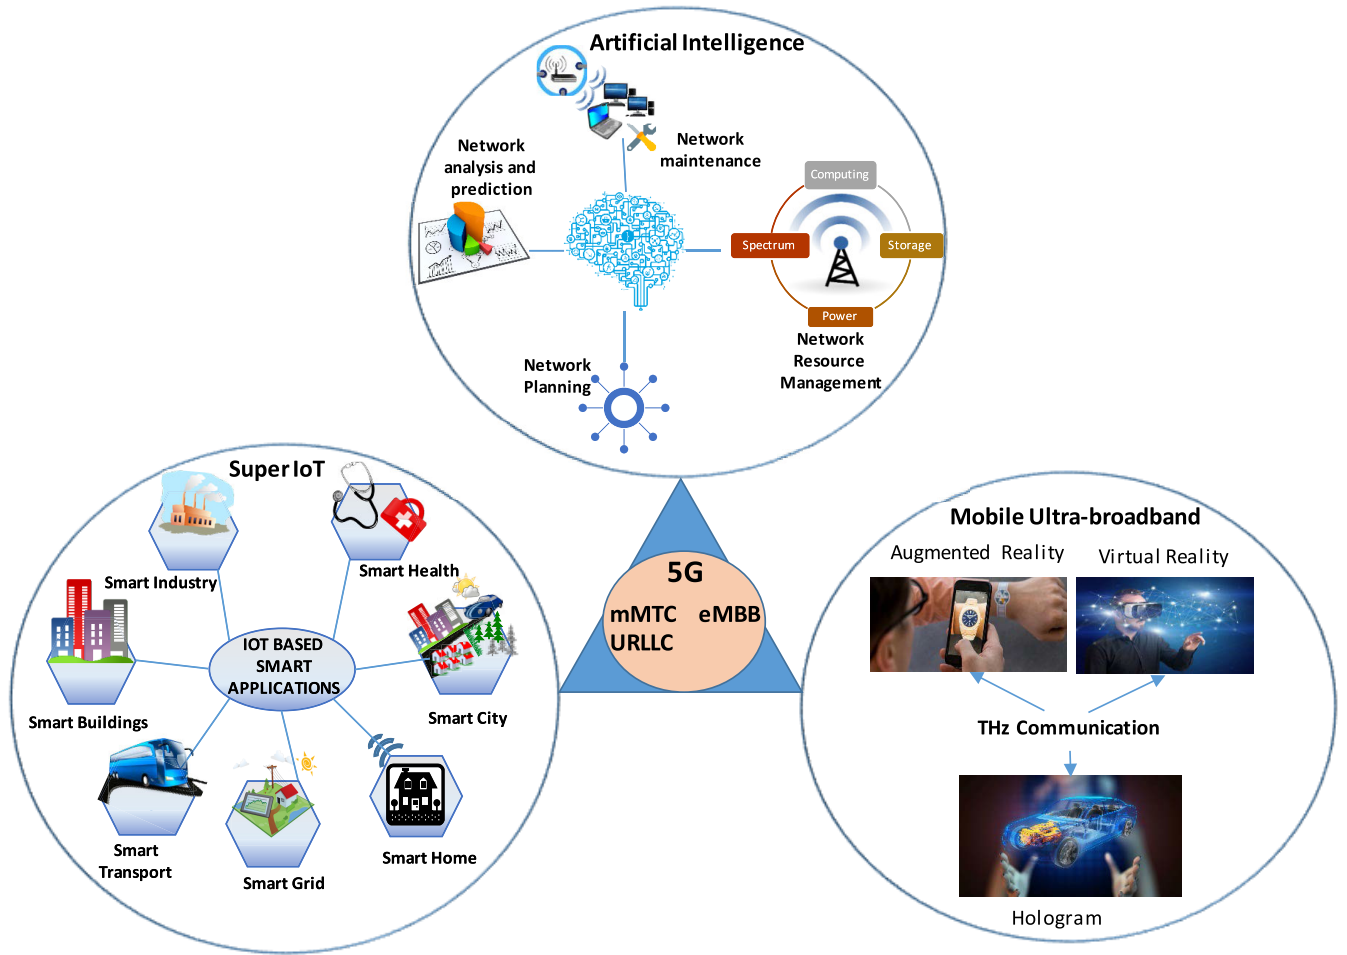 Artificial Intelligence
Network
maintenance
Network
analysis and
prediction
Computing
Spectrum
Storage
Power
Network
Resource
Management
Network
Planning
Super IoT
Smart Industry
Smart Health
IOT BASED
SMART
APPLICATIONS
Smart Buildings
Smart City
Smart
Transport
Smart Grid
Smart Home
5G
mMTC eMBB
URLLC
Mobile Ultra-broadband
Augmented Reality
Virtual Reality
THz Communication
Hologram